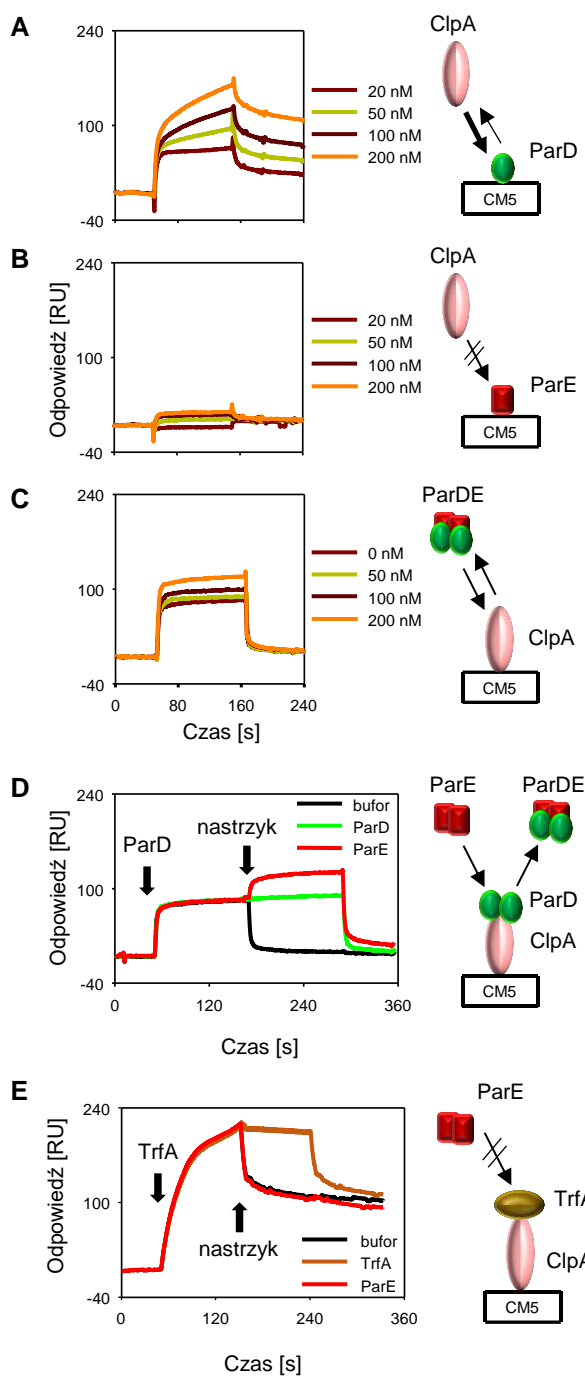 A
240
100
-40
20 nM
50 nM
100 nM
200 nM
ClpA
ParD
CM5
B
240
100
-40
Odpowiedź [RU]
20 nM
50 nM
100 nM
200 nM
ClpA
ParE
CM5
C
240
100
-40
0
80
160
240
Czas [s]
0 nM
50 nM
100 nM
200 nM
ParDE
ClpA
CM5
D
240
100
-40
Odpowiedź [RU]
0
120
240
360
Czas [s]
ParD
nastrzyk
bufor
ParD
ParE
ParE
ParDE
ParD
ClpA
CM5
E
240
100
-40
Odpowiedź [RU]
0
120
240
360
Czas [s]
TrfA
nastrzyk
bufor
TrfA
ParE
ParE
TrfA
ClpA
CM5